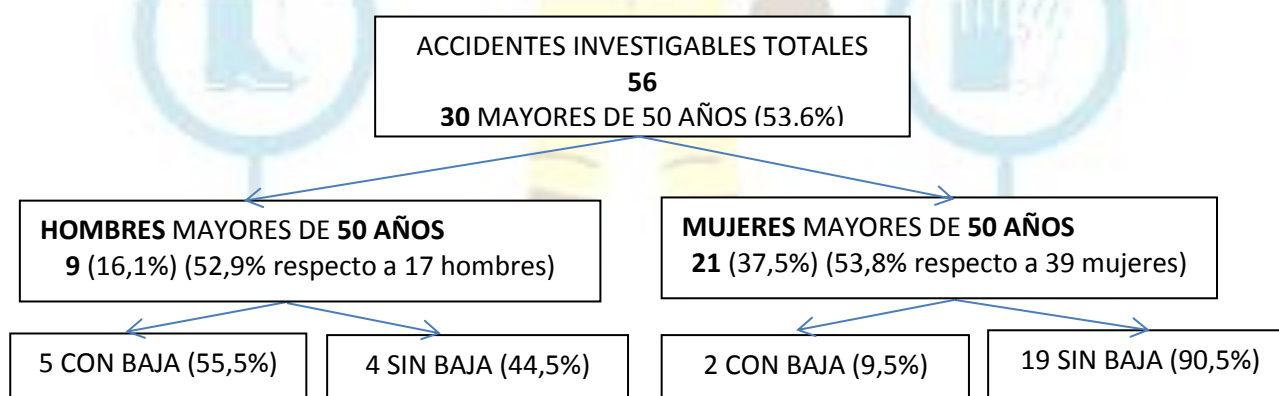 ACCIDENTES INVESTIGABLES TOTALES
56
30 MAYORES DE 50 AÑOS (53.6%)
HOMBRES MAYORES DE 50 AÑOS
9 (16,1%) (52,9% respecto a 17 hombres)
MUJERES MAYORES DE 50 AÑOS
21 (37,5%) (53,8% respecto a 39 mujeres)
5 CON BAJA (55,5%)
4 SIN BAJA (44,5%)
2 CON BAJA (9,5%)
19 SIN BAJA (90,5%)